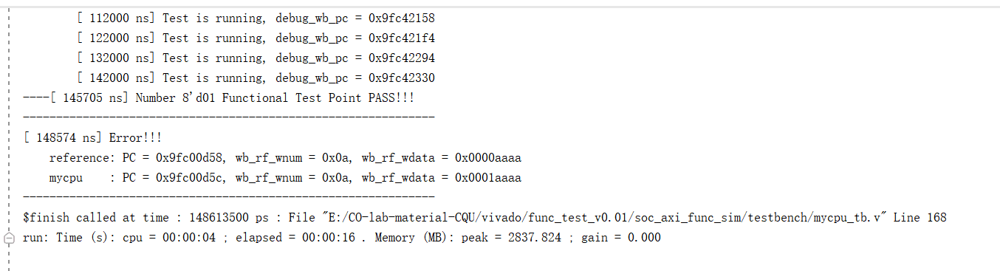 [ 112000 ns] Test is running, debug_wb_pc = 0x9fc42158
[ 122000 ns] Test is running, debug_wb_pc = 0x9fc421f4
[ 132000 ns] Test is running, debug_wb_pc = 0x9fc42294
[ 142000 ns] Test is running, debug_wb_pc = 0x9fc42330
----[ 145705 ns] Number 8'd01 Functional Test Point PASS!!!
--------------------------------------------------------------
[ 148574 ns] Error!!!
reference: PC = 0x9fc00d58, wb_rf_wnum = 0x0a, wb_rf_wdata = 0x0000aaaa
mycpu    : PC = 0x9fc00d5c, wb_rf_wnum = 0x0a, wb_rf_wdata = 0x0001aaaa
--------------------------------------------------------------
$finish called at time : 148613500 ps : File "E:/CO-lab-material-CQU/vivado/func_test_v0.01/soc_axi_func_sim/testbench/mycpu_tb.v" Line 168
run: Time (s): cpu = 00:00:04 ; elapsed = 00:00:16 . Memory (MB): peak = 2837.824 ; gain = 0.000